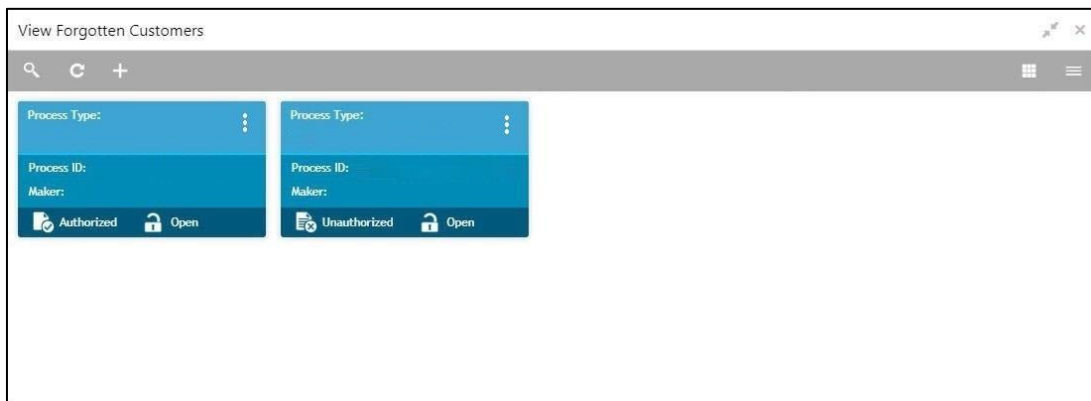 View Forgotten Customers
Process Type:
Process ID:
Maker:
Authorized Open
Process Type:
Process ID:
Maker:
Unauthorized Open